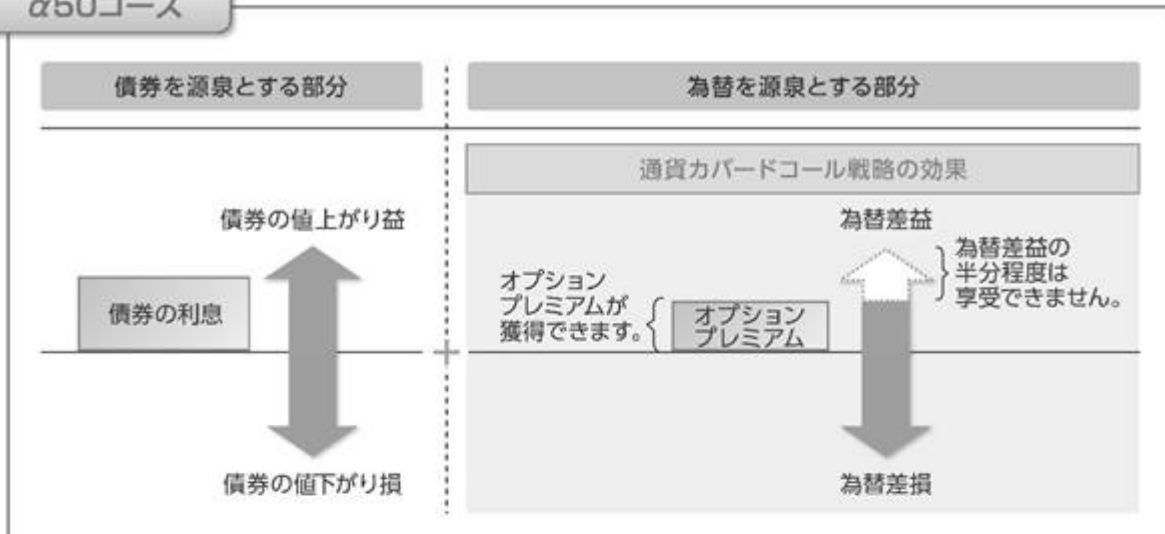 α50コース
債券を源泉とする部分
為替を源泉とする部分
通貨カバードコール戦略の効果
債券の値上がり益
債券の利息
債券の値下がり損
為替差益
為替差益の
半分程度は
享受できません。
オプション
プレミアムが
獲得できます。
オプション
プレミアム
為替差損